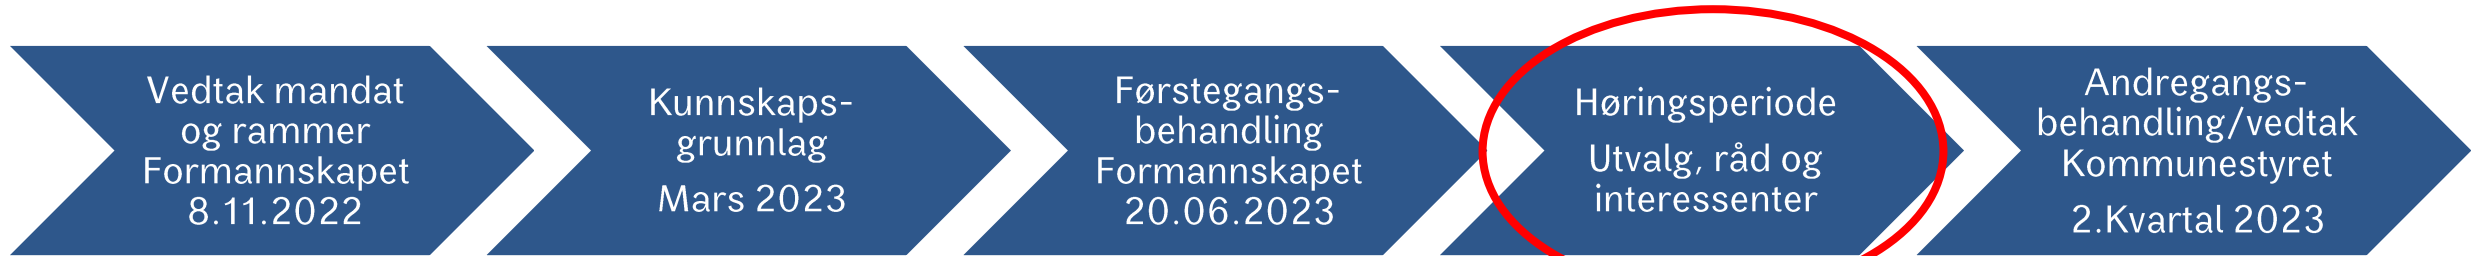 Vedtak mandat
og rammer
Formannskapet
8.11.2022
Kunnskaps-
grunnlag
Mars 2023
Førstegangs-
behandling
Formannskapet
20.06.2023
Høringsperiode
Utvalg, råd og
interessenter
Andregangs-
behandling/vedtak
Kommunestyret
2.Kvartal 2023